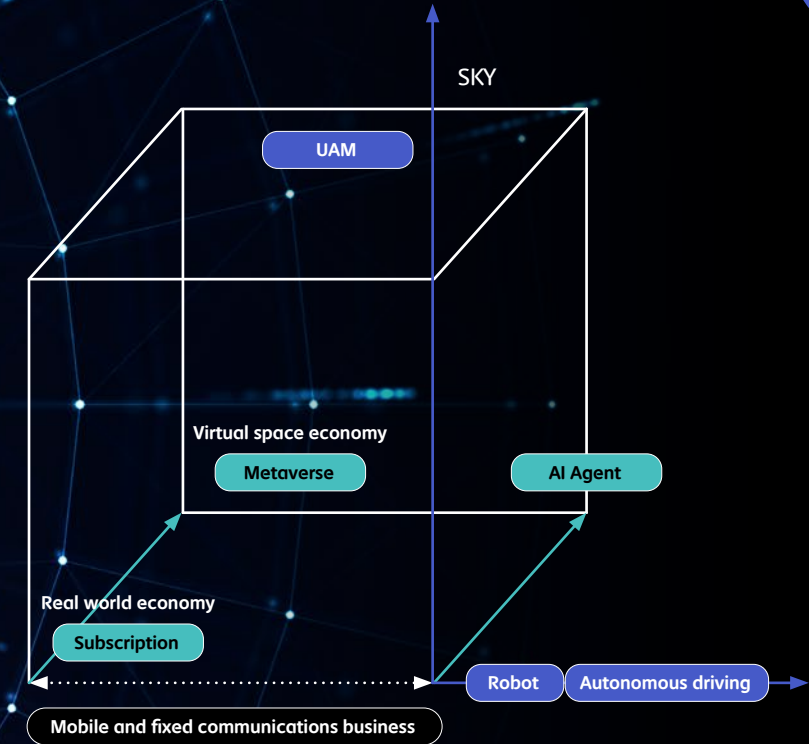 SKY
UAM
Virtual space economy
Metaverse
AI Agent
Real world economy
Subscription
Robot
Autonomous driving
Mobile and fixed communications business